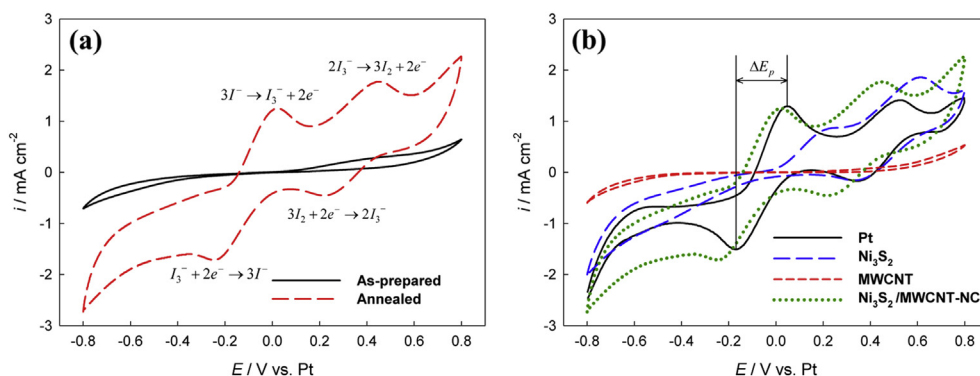 (a)
2I₃⁻ → 3I₂ + 2e⁻
3I⁻ → I₃⁻ + 2e⁻
3I₂ + 2e⁻ → 2I₃⁻
I₃⁻ + 2e⁻ → 3I⁻
As-prepared
Annealed
3
2
1
0
-1
-2
-3
i / mA cm⁻²
-0.8 -0.6 -0.4 -0.2 0.0 0.2 0.4 0.6 0.8
E / V vs. Pt
(b)
ΔEₚ
Pt
Ni₃S₂
MWCNT
Ni₃S₂/MWCNT-NC
3
2
1
0
-1
-2
-3
i / mA cm⁻²
-0.8 -0.6 -0.4 -0.2 0.0 0.2 0.4 0.6 0.8
E / V vs. Pt